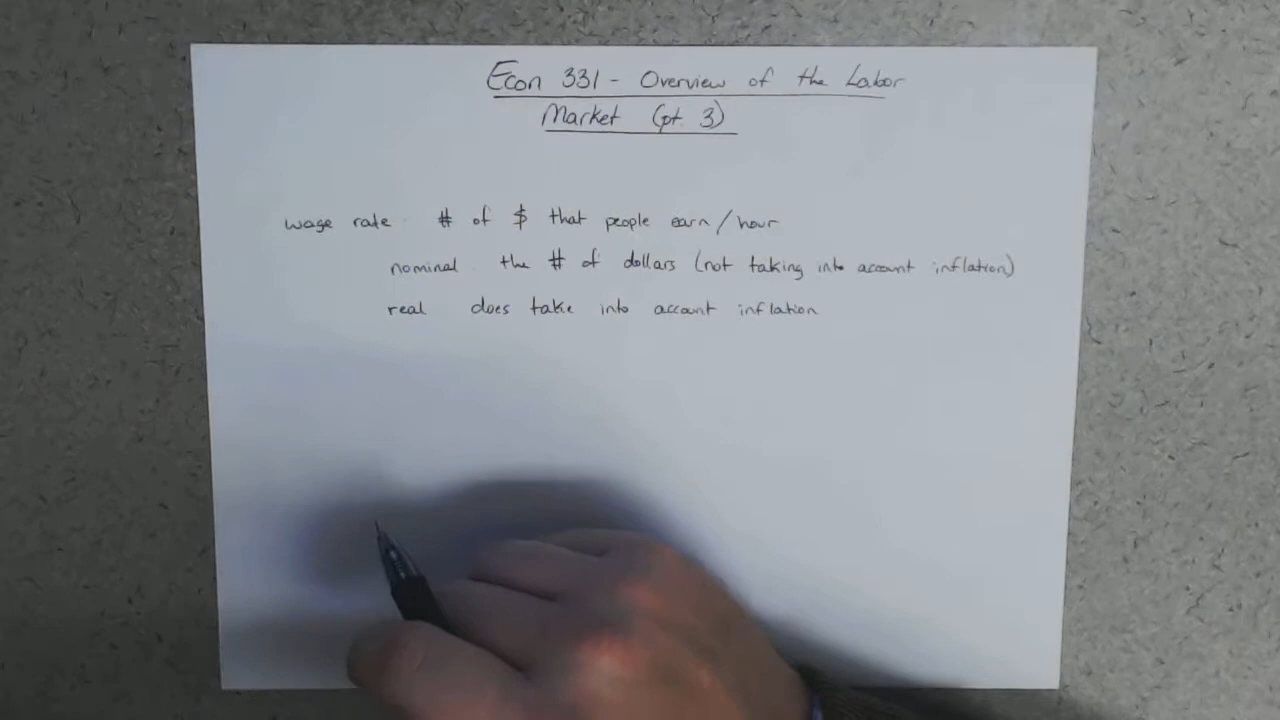 Econ 331 - Overview of the Labor
Market (pt. 3)
wage rate # of $ that people earn/hour
nominal the # of dollars (not taking into account inflation)
real does take into account inflation